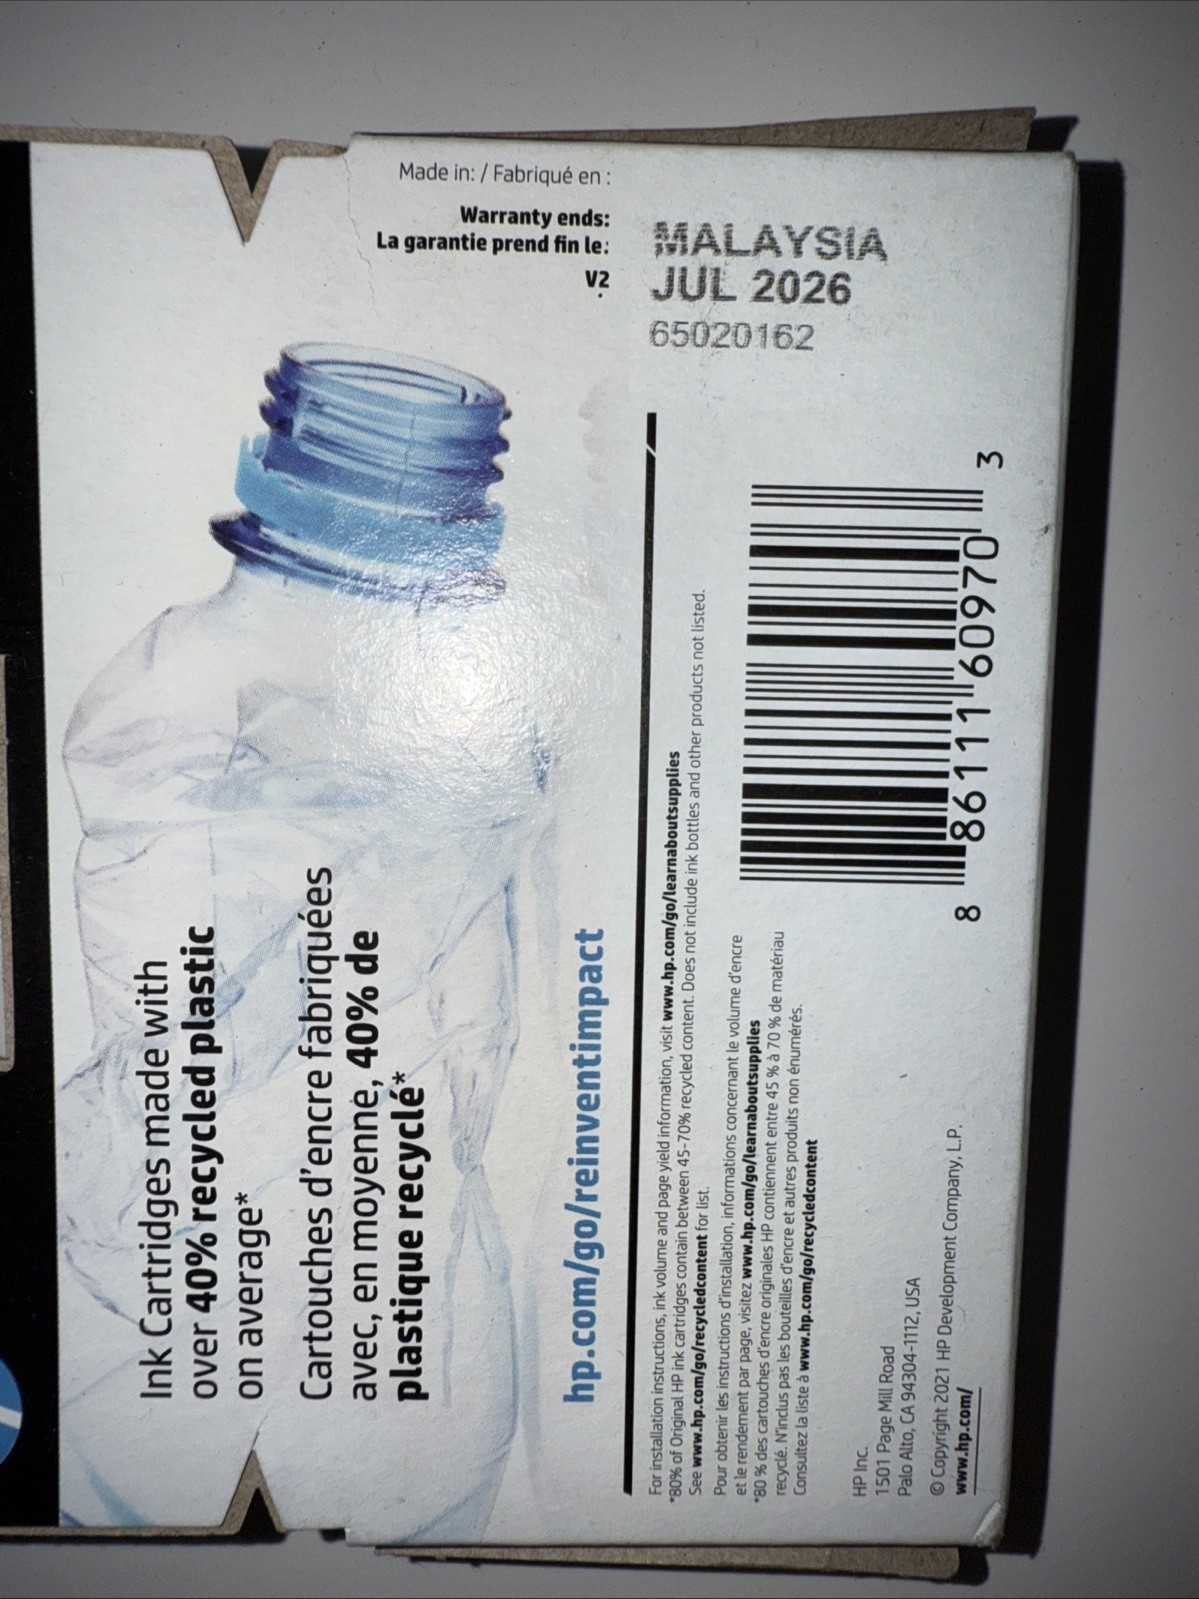 Made in: / Fabriqué en :
Warranty ends:
La garantie prend fin le:
V2
MALAYSIA
JUL 2026
65020162
Ink Cartridges made with
over 40% recycled plastic
on average*
Cartouches d'encre fabriquées
avec, en moyenne, 40% de
plastique recyclé*
hp.com/go/reinventimpact
For installation instructions, ink volume and page yield information, visit www.hp.com/go/learnaboutsupplies
*80% of Original HP ink cartridges contain between 45-70% recycled content. Does not include ink bottles and other products not listed.
See www.hp.com/go/recycledcontent for list.
Pour obtenir les instructions d'installation, informations concernant le volume d'encre
et le rendement par page, visitez www.hp.com/go/learnaboutsupplies
*80 % des cartouches d'encre originales HP contiennent entre 45 % à 70 % de matériau
recyclé. N'inclus pas les bouteilles d'encre et autres produits non énumérés.
Consultez la liste à www.hp.com/go/recycledcontent
HP Inc.
1501 Page Mill Road
Palo Alto, CA 94304-1112, USA
© Copyright 2021 HP Development Company, L.P.
www.hp.com/
8 86111 60970 3